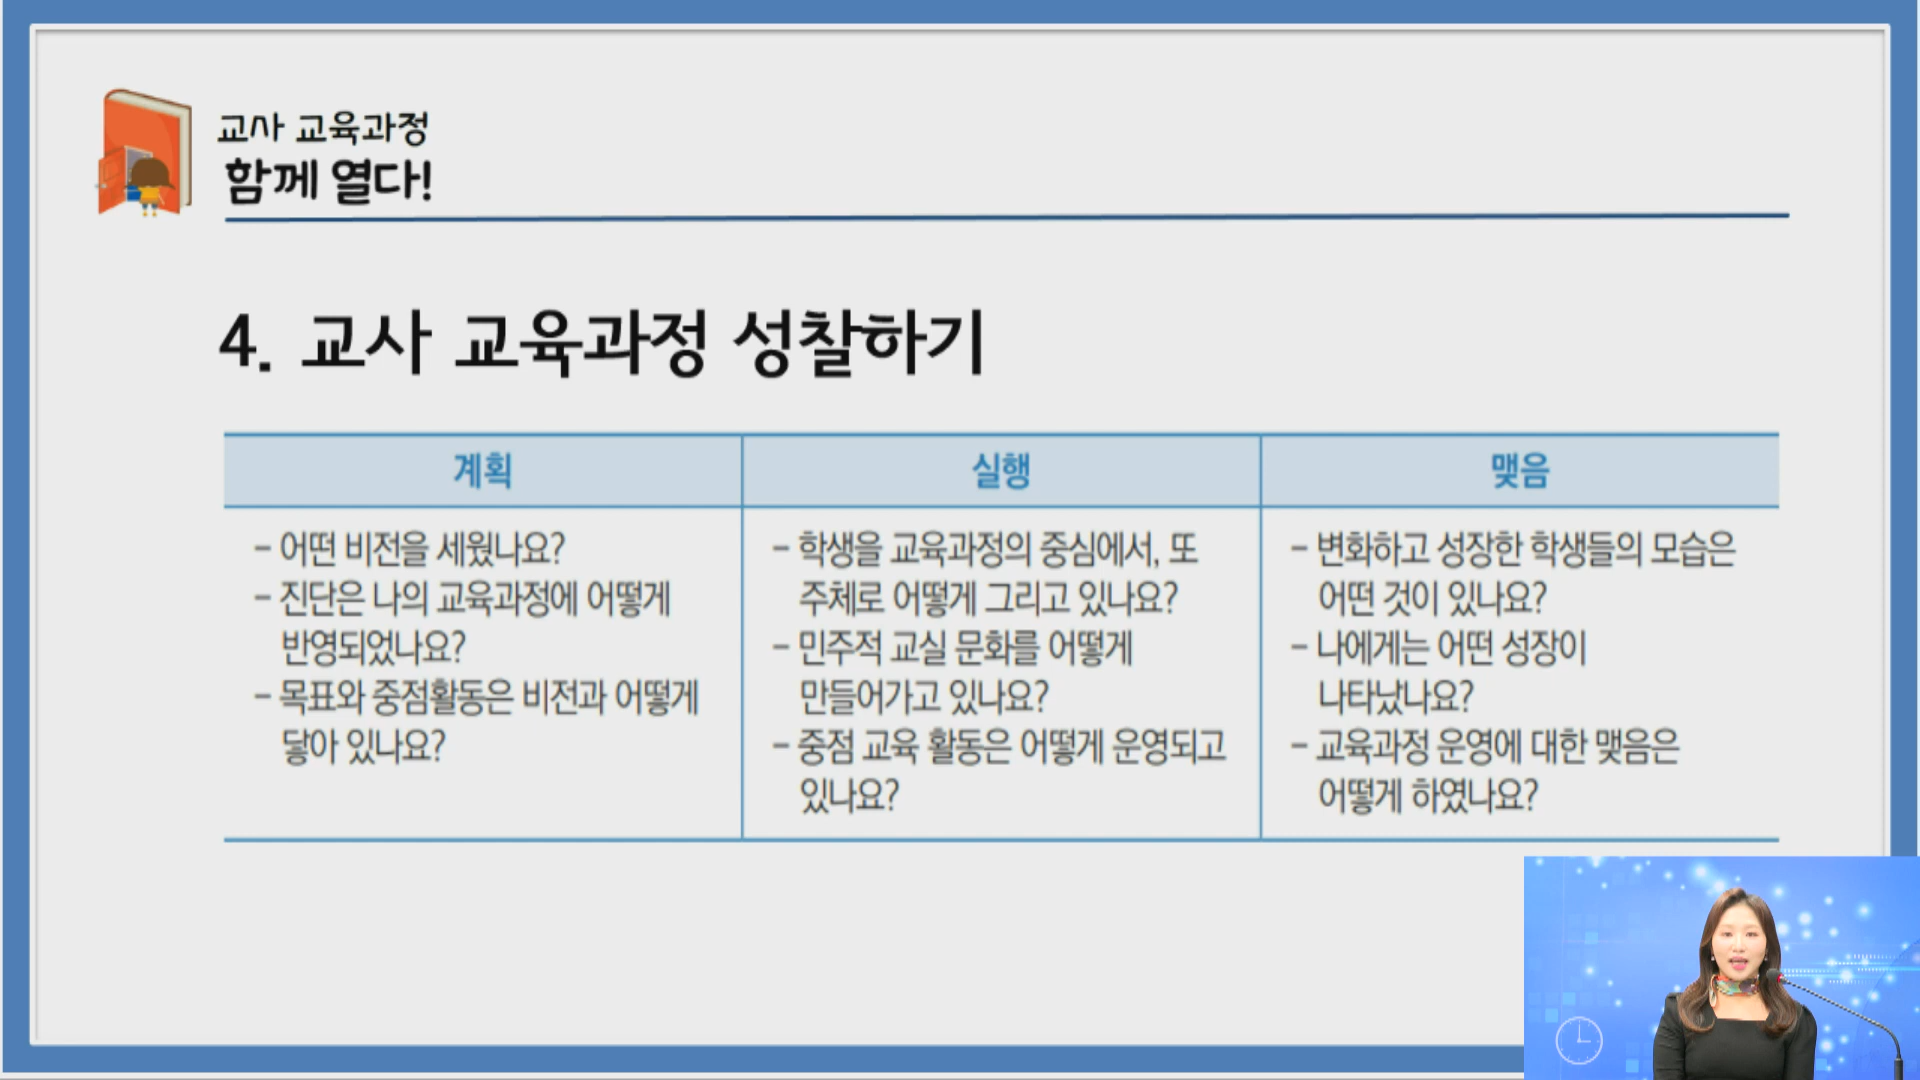 교사 교육과정
함께 열다!
4. 교사 교육과정 성찰하기
계획
실행
맺음
- 어떤 비전을 세웠나요?
- 진단은 나의 교육과정에 어떻게
반영되었나요?
- 목표와 중점활동은 비전과 어떻게
닿아 있나요?
- 학생을 교육과정의 중심에서, 또
주체로 어떻게 그리고 있나요?
- 민주적 교실 문화를 어떻게
만들어가고 있나요?
- 중점 교육 활동은 어떻게 운영되고
있나요?
- 변화하고 성장한 학생들의 모습은
어떤 것이 있나요?
- 나에게는 어떤 성장이
나타났나요?
- 교육과정 운영에 대한 맺음은
어떻게 하였나요?